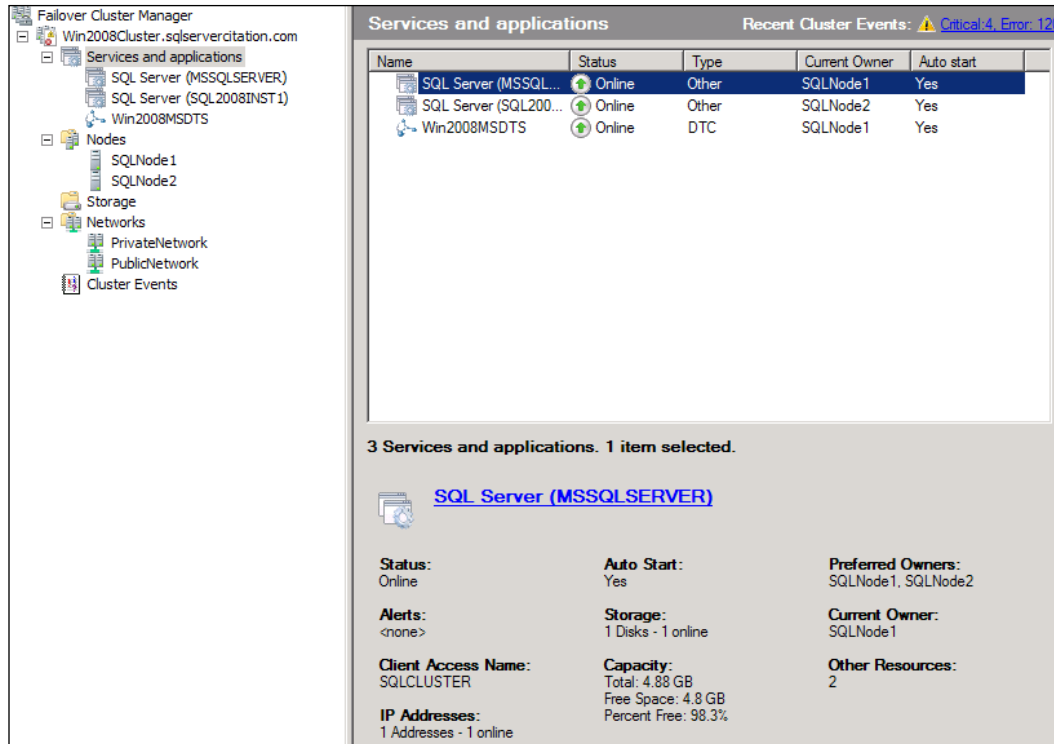 Failover Cluster Manager
Win2008Cluster.sqlservercitation.com
Services and applications
SQL Server (MSSQLSERVER)
SQL Server (SQL2008INST1)
Win2008MSDTS
Nodes
SQLNode1
SQLNode2
Storage
Networks
PrivateNetwork
PublicNetwork
Cluster Events
Services and applications Recent Cluster Events: Critical:4, Error: 12
Name Status Type Current Owner Auto start
SQL Server (MSSQL... Online Other SQLNode1 Yes
SQL Server (SQL200... Online Other SQLNode2 Yes
Win2008MSDTS Online DTC SQLNode1 Yes
3 Services and applications. 1 item selected.
SQL Server (MSSQLSERVER)
Status: Auto Start: Preferred Owners:
Online Yes SQLNode1, SQLNode2
Alerts: Storage: Current Owner:
<none> 1 Disks - 1 online SQLNode1
Client Access Name: Capacity: Other Resources:
SQLCLUSTER Total: 4.88 GB 2
Free Space: 4.8 GB
IP Addresses: Percent Free: 98.3%
1 Addresses - 1 online